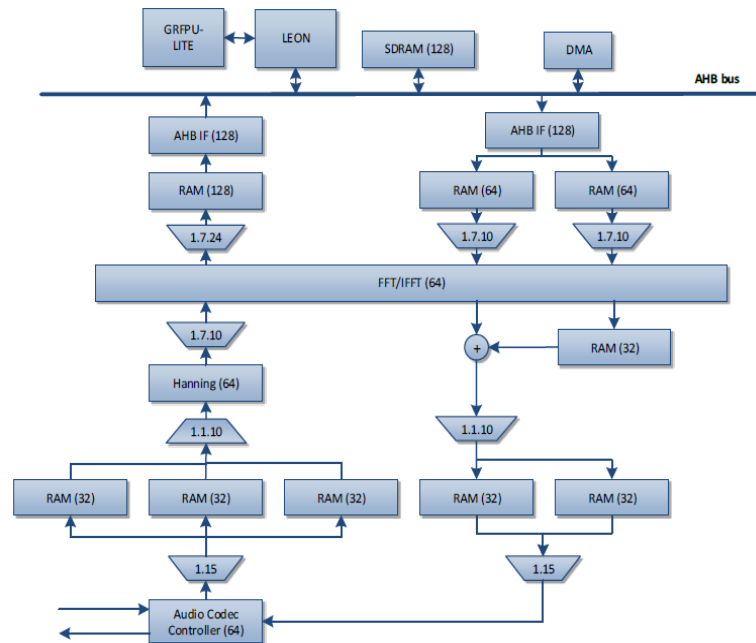 GRFPU-
LITE
LEON
SDRAM (128)
DMA
AHB bus
AHB IF (128)
AHB IF (128)
RAM (128)
RAM (64)
RAM (64)
1.7.24
1.7.10
1.7.10
FFT/IFFT (64)
1.7.10
+
RAM (32)
Hanning (64)
1.1.10
1.1.10
RAM (32)
RAM (32)
RAM (32)
RAM (32)
RAM (32)
1.15
1.15
Audio Codec
Controller (64)